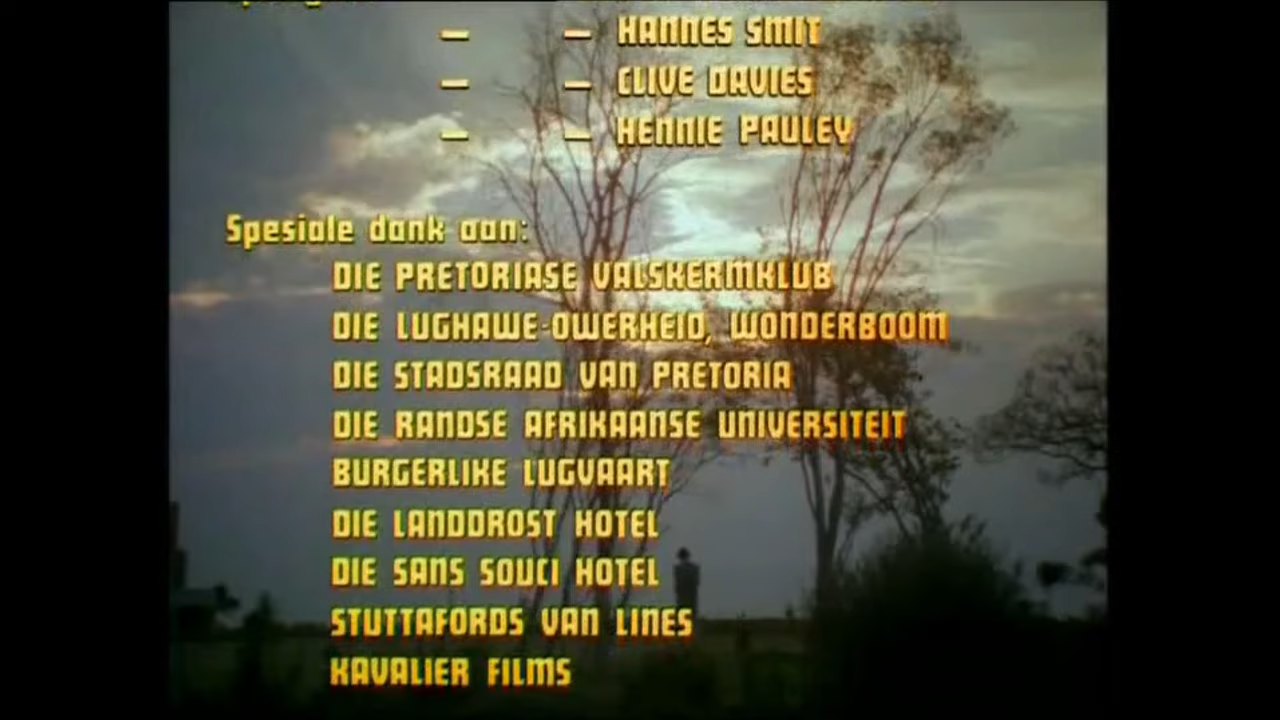 — — HANNES SMIT
— — CLIVE DAVIES
— — HENNIE PAULEY
Spesiale dank aan:
DIE PRETORIASE VALSKERMKLUB
DIE LUGHAWE-OWERHEID, WONDERBOOM
DIE STADSRAAD VAN PRETORIA
DIE RANDSE AFRIKAANSE UNIVERSITEIT
BURGERLIKE LUGVAART
DIE LANDDROST HOTEL
DIE SANS SOUCI HOTEL
STUTTAFORDS VAN LINES
KAVALIER FILMS